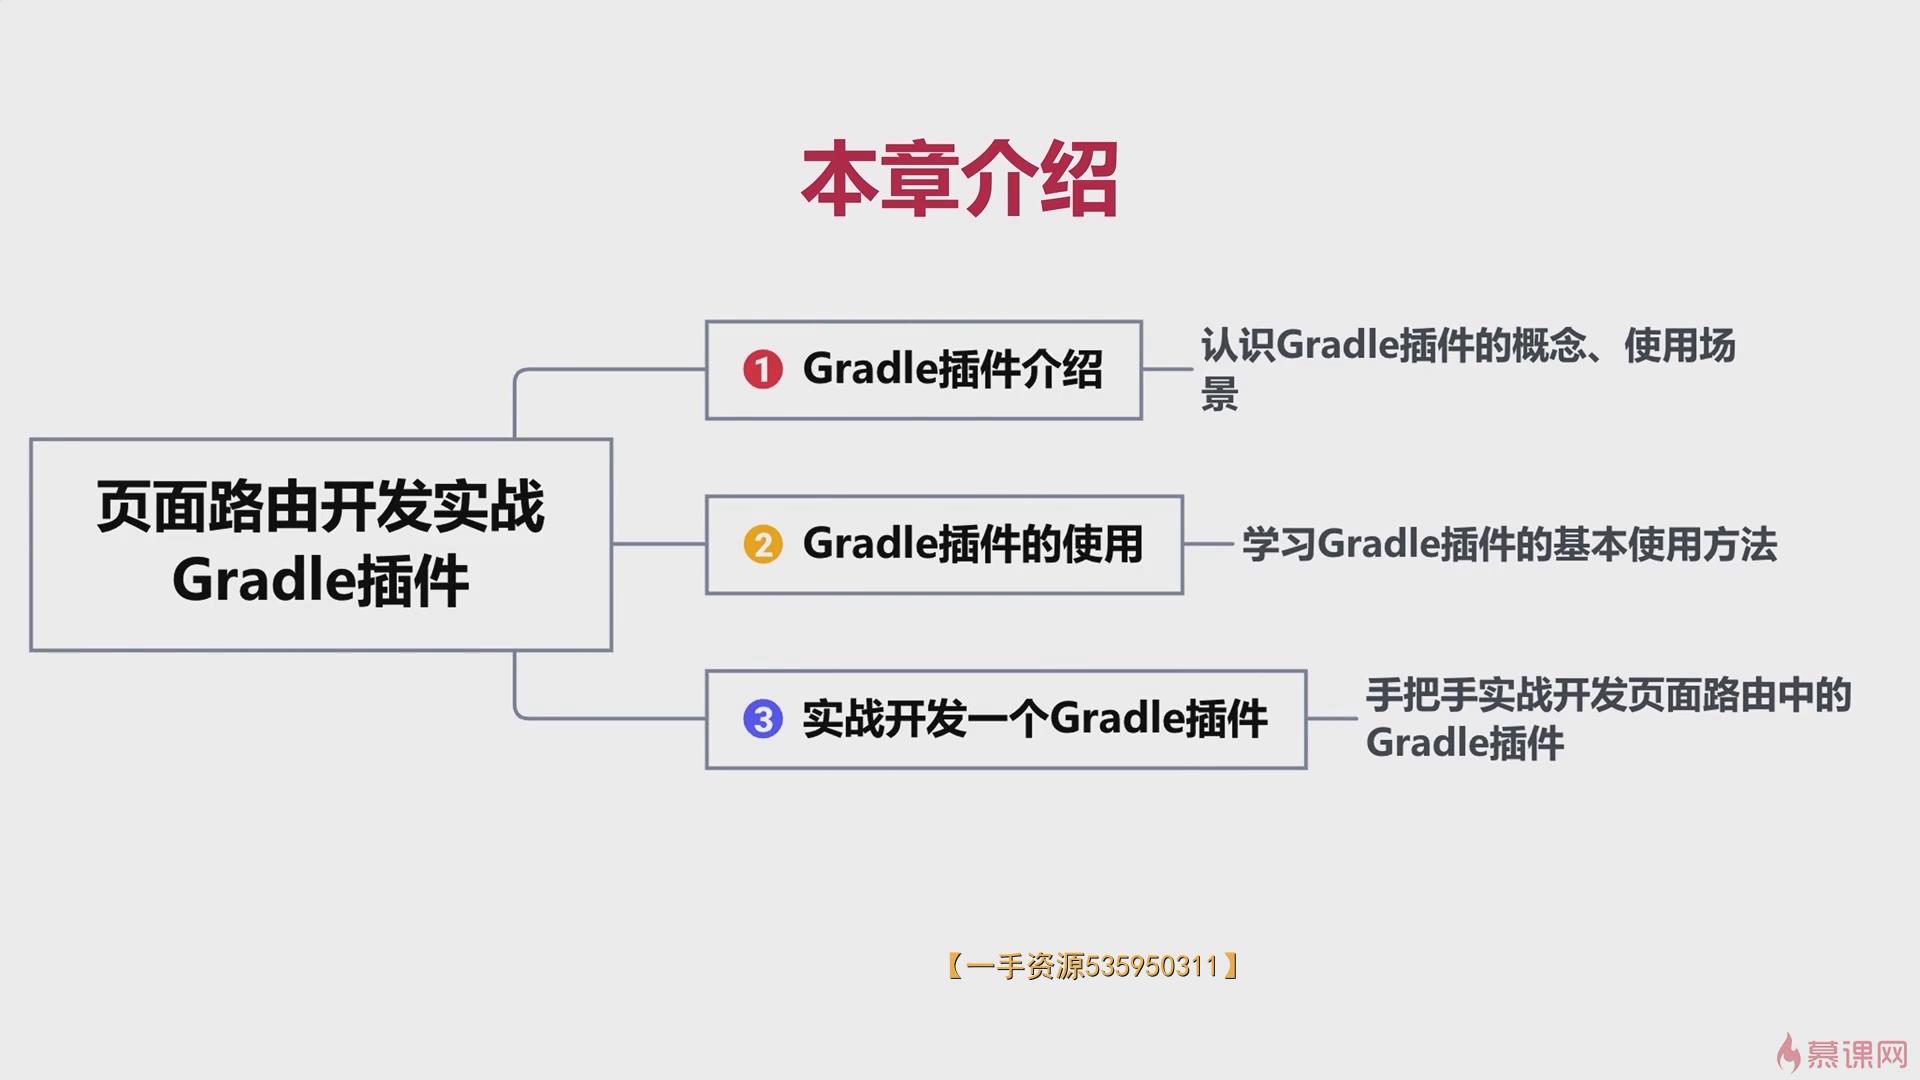 本章介绍
页面路由开发实战
Gradle插件
1 Gradle插件介绍
认识Gradle插件的概念、使用场
景
2 Gradle插件的使用
学习Gradle插件的基本使用方法
3 实战开发一个Gradle插件
手把手实战开发页面路由中的
Gradle插件
【一手资源535950311】
慕课网